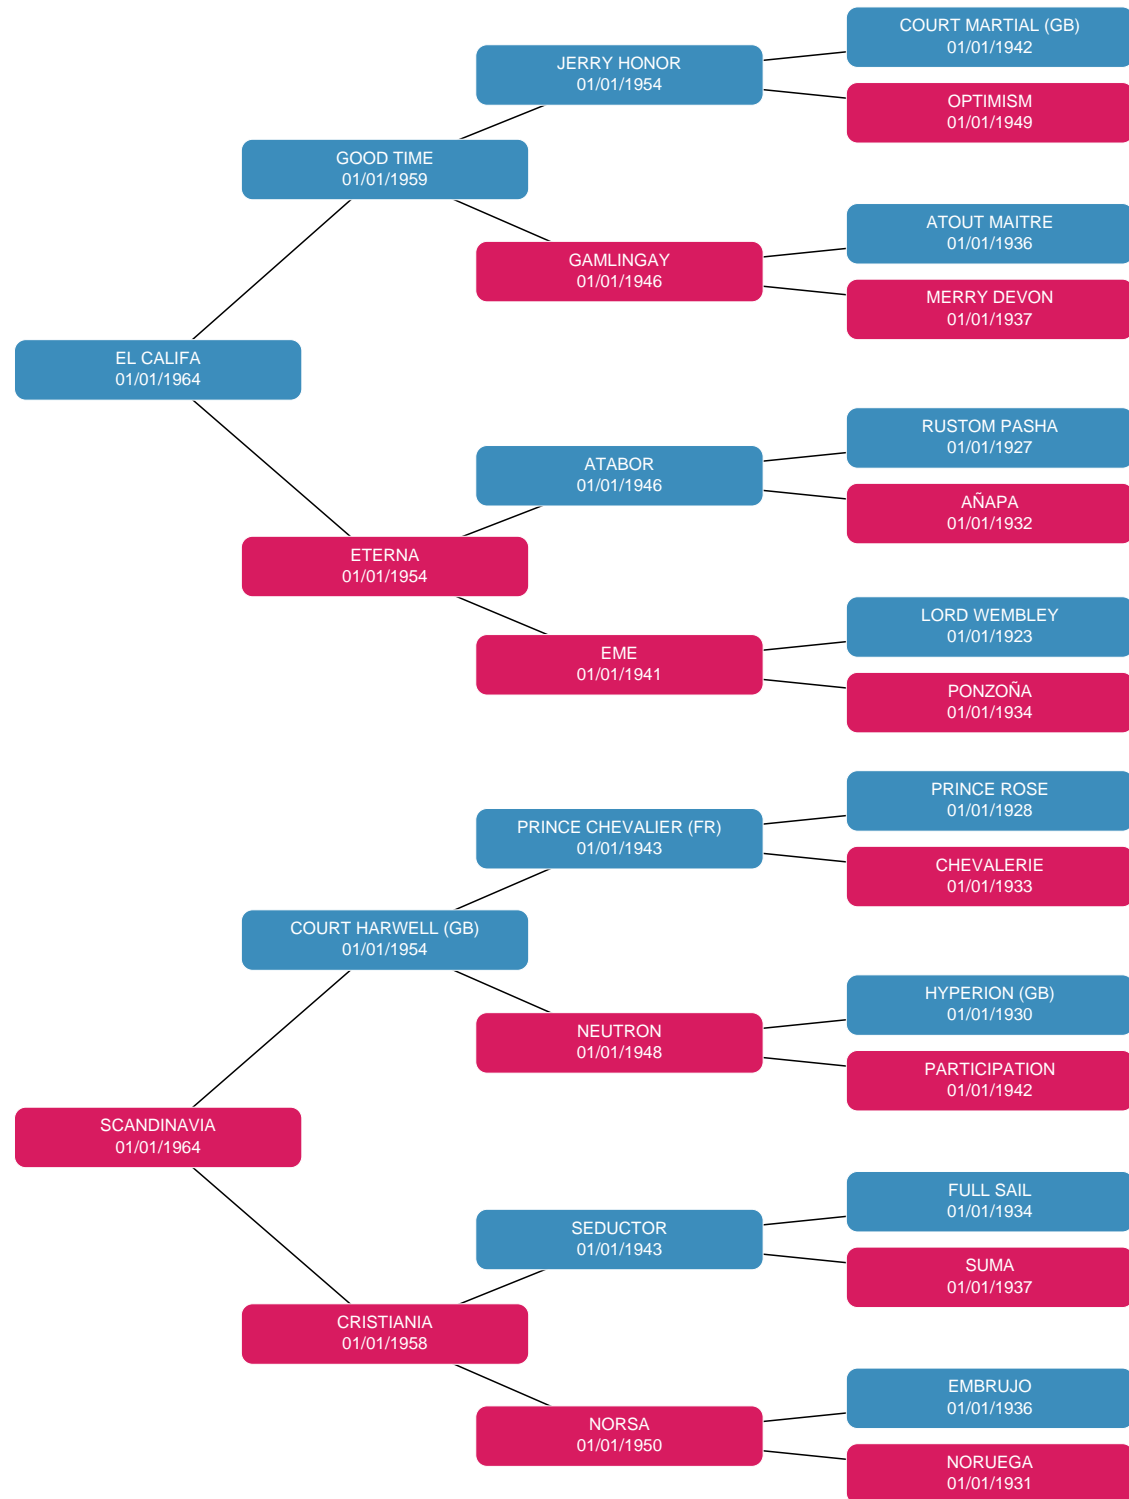 COURT MARTIAL (GB)
01/01/1942
JERRY HONOR
01/01/1954
OPTIMISM
01/01/1949
GOOD TIME
01/01/1959
ATOUT MAITRE
01/01/1936
GAMLINGAY
01/01/1946
MERRY DEVON
01/01/1937
EL CALIFA
01/01/1964
RUSTOM PASHA
01/01/1927
ATABOR
01/01/1946
AÑAPA
01/01/1932
ETERNA
01/01/1954
LORD WEMBLEY
01/01/1923
EME
01/01/1941
PONZOÑA
01/01/1934
PRINCE ROSE
01/01/1928
PRINCE CHEVALIER (FR)
01/01/1943
CHEVALERIE
01/01/1933
COURT HARWELL (GB)
01/01/1954
HYPERION (GB)
01/01/1930
NEUTRON
01/01/1948
PARTICIPATION
01/01/1942
SCANDINAVIA
01/01/1964
FULL SAIL
01/01/1934
SEDUCTOR
01/01/1943
SUMA
01/01/1937
CRISTIANIA
01/01/1958
EMBRUJO
01/01/1936
NORSA
01/01/1950
NORUEGA
01/01/1931